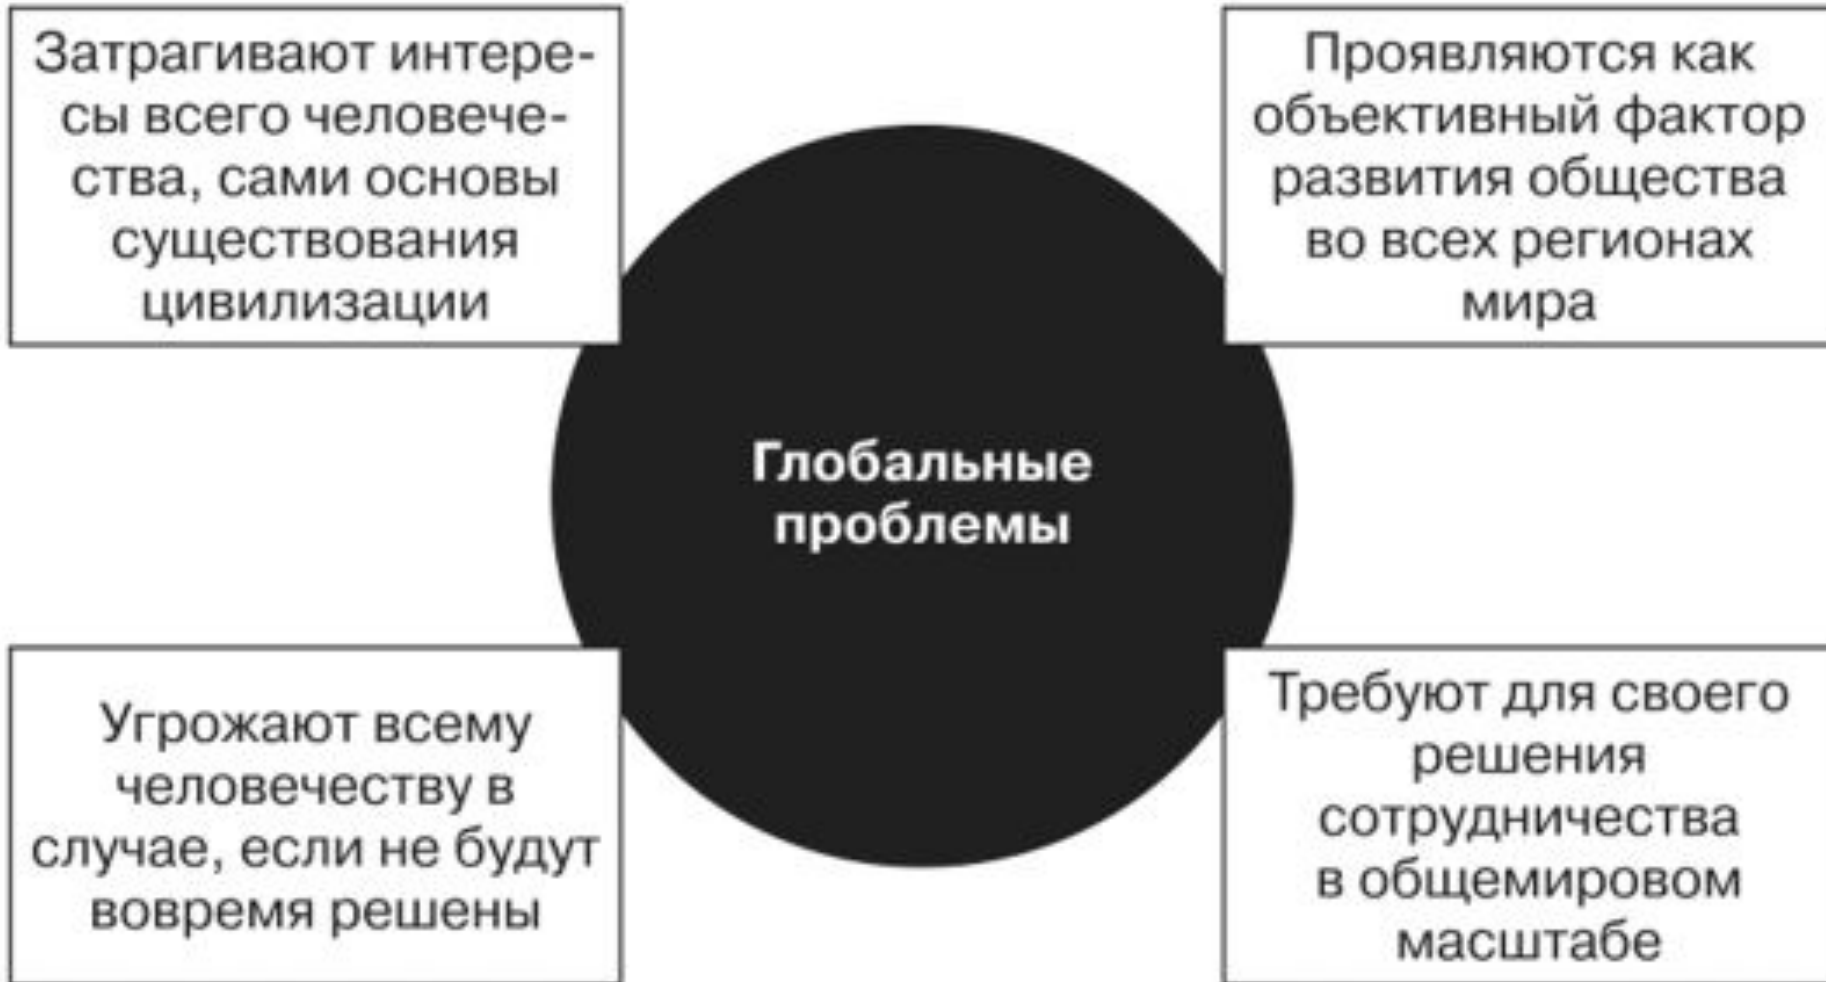 Затрагивают интере-
сы всего человече-
ства, сами основы
существования
цивилизации
Проявляются как
объективный фактор
развития общества
во всех регионах
мира
Глобальные
проблемы
Угрожают всему
человечеству в
случае, если не будут
вовремя решены
Требуют для своего
решения
сотрудничества
в общемировом
масштабе